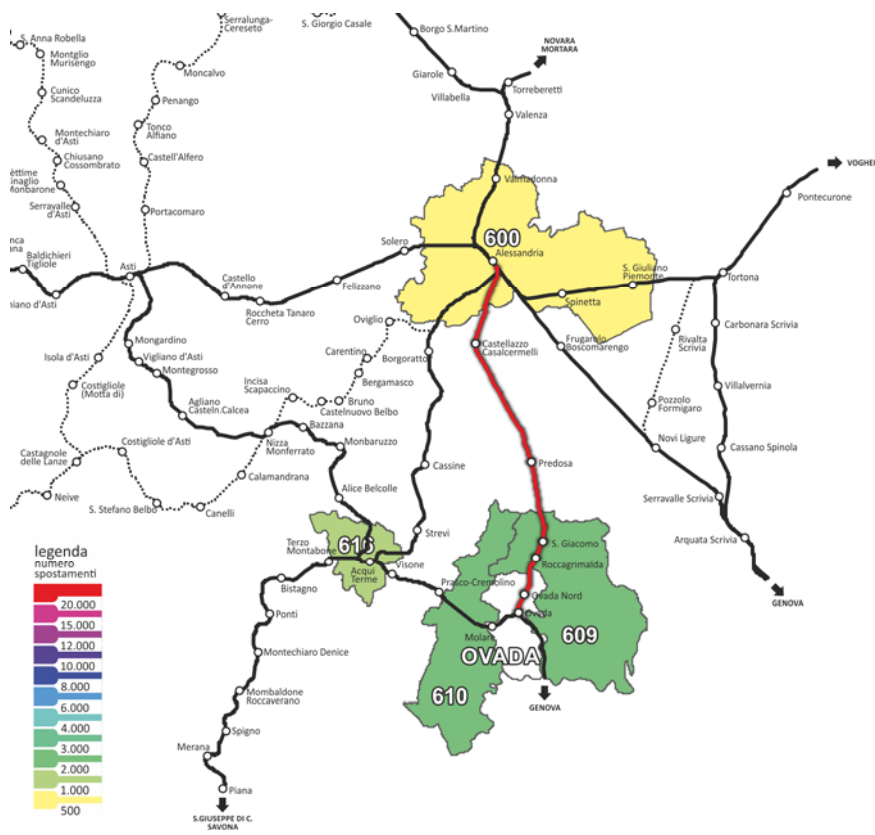 Serralunga-
Cereseto
S. Giorgio Casale
Borgo S.Martino
NOVARA
MORTARA
S. Anna Robella
Montglio
Murisengo
Moncalvo
Giarole
Villabella
Torreberetti
Cunico
Scandeluzza
Penango
Valenza
Montechiaro
d'Asti
Tonco
Alfiano
Chiusano
Cossombrato
Castell'Alfero
VOGHE
Monbarone
Valmadonna
Pontecurone
Serravalle
d'Asti
Portacomaro
600
Solero
Alessandria
Baldichieri
Tigliole
Asti
Castello
d'Annone
Felizzano
S. Giuliano
Piemonte
Tortona
Spinetta
iano d'Asti
Roccheta Tanaro
Cerro
Oviglio
Carbonara Scrivia
Mongardino
Castellazzo
Casalcermelli
Frugarolo
Boscomarengo
Rivalta
Scrivia
Isola d'Asti
Vigliano d'Asti
Carentino
Borgoratto
Montegrosso
Bergamasco
Costigliole
(Motta di)
Incisa
Scapaccino
Villalvernia
Bruno
Castelnuovo Belbo
Pozzolo
Formigaro
Agliano
Casteln.Calcea
Bazzana
Costigliole d'Asti
Nizza
Monferrato
Monbaruzzo
Novi Ligure
Cassano Spinola
Castagnole
delle Lanze
Cassine
Predosa
Calamandrana
Neive
Alice Belcolle
Serravalle Scrivia
S. Stefano Belbo
Canelli
Strevi
Arquata Scrivia
Terzo
Montabone
616
S. Giacomo
Acqui
Terme
Visone
Roccagrimalda
Bistagno
Prasco-Cremolino
Ovada Nord
GENOVA
Ponti
Ovada
Molare
609
OVADA
Montechiaro Denice
610
GENOVA
Mombaldone
Roccaverano
Spigno
Merana
Piana
S.GIUSEPPE DI C.
SAVONA
legenda
numero
spostamenti
20.000
15.000
12.000
10.000
8.000
6.000
4.000
3.000
2.000
1.000
500